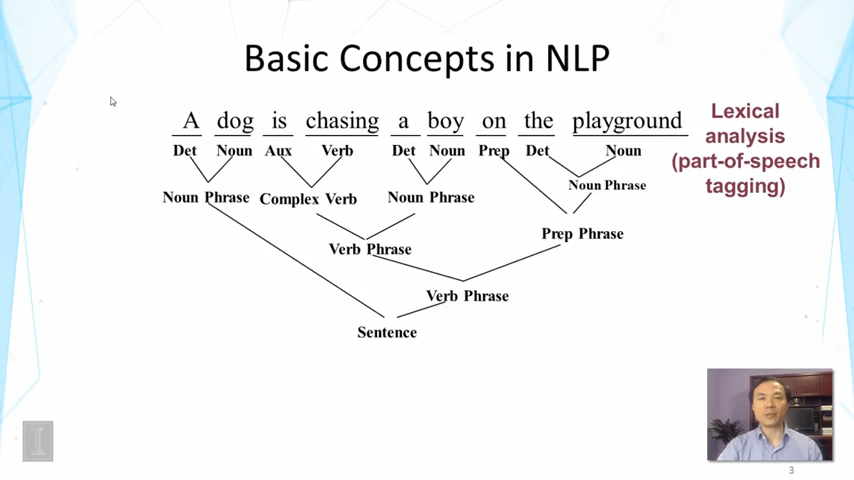 Basic Concepts in NLP
A dog is chasing a boy on the playground
Lexical
analysis
(part-of-speech
tagging)
Det Noun Aux Verb Det Noun Prep Det Noun
Noun Phrase Complex Verb Noun Phrase Noun Phrase
Prep Phrase
Verb Phrase
Verb Phrase
Sentence
3